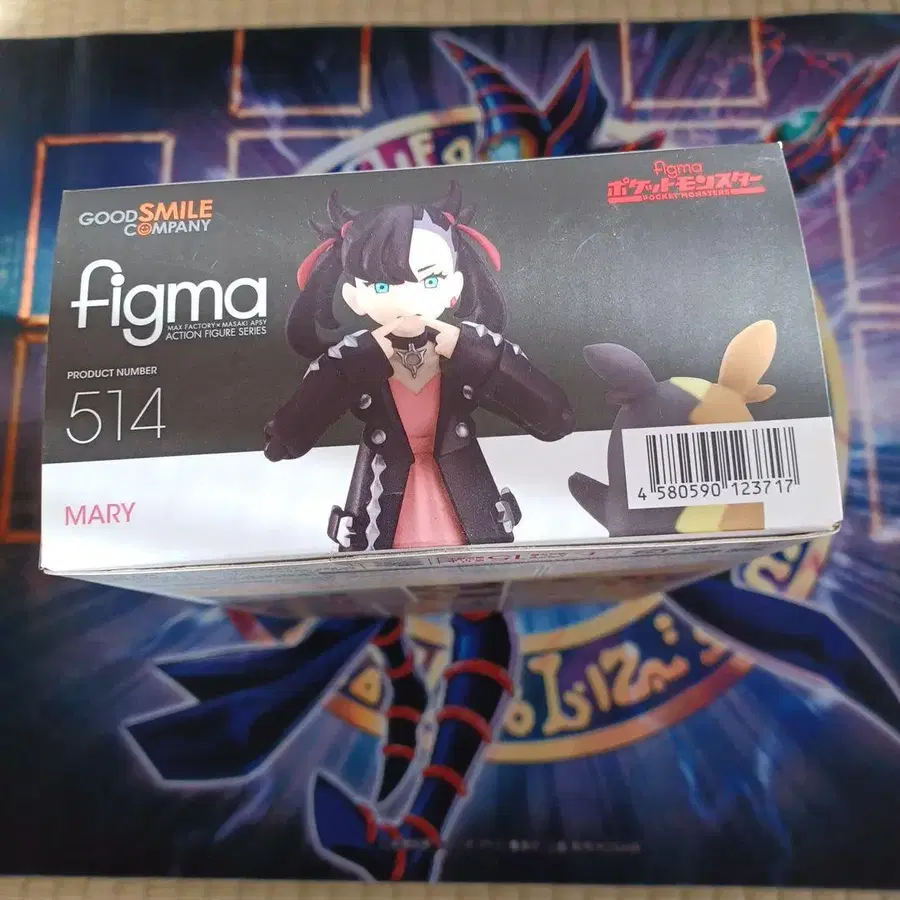 GOOD SMILE
COMPANY
figma
MAX FACTORY × MASAKI APSY
ACTION FIGURE SERIES
PRODUCT NUMBER
514
MARY
figma
ポケットモンスター
POCKET MONSTERS
4 580590 123717